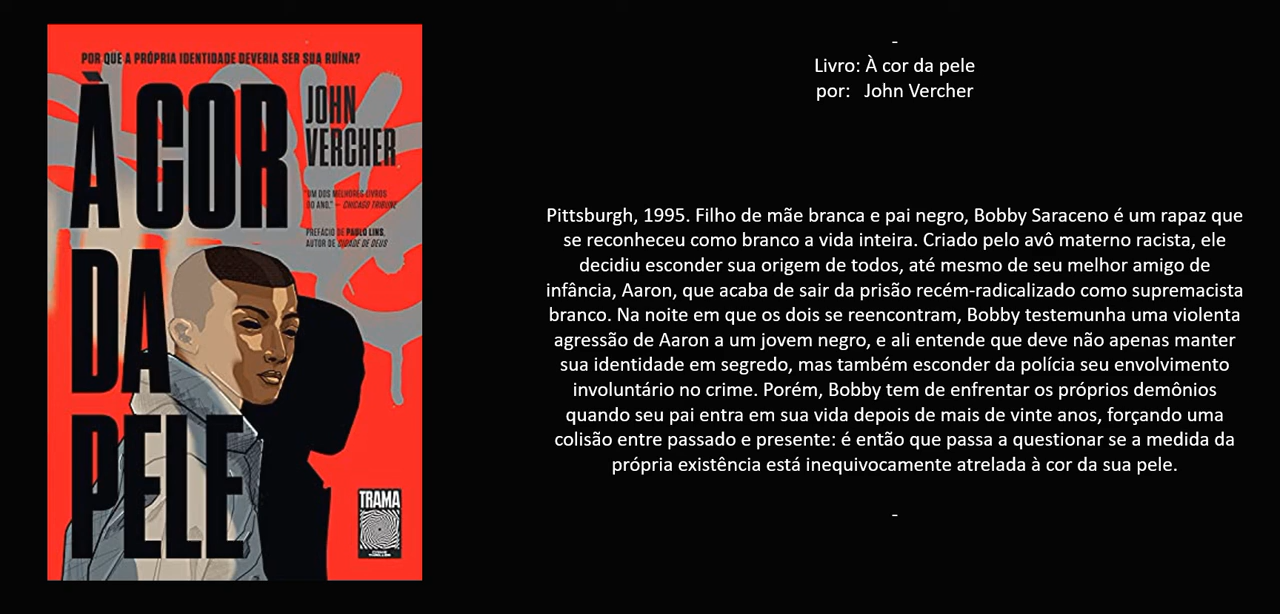 POR QUE A PRÓPRIA IDENTIDADE DEVERIA SER SUA RUÍNA?
À COR
JOHN
VERCHER
"UM DOS MELHORES LIVROS
DO ANO." — CHICAGO TRIBUNE
PREFÁCIO DE PABLO LINS,
AUTOR DE CIDADE DE DEUS
DA
PELE
TRAMA
-
Livro: À cor da pele
por: John Vercher
Pittsburgh, 1995. Filho de mãe branca e pai negro, Bobby Saraceno é um rapaz que
se reconheceu como branco a vida inteira. Criado pelo avô materno racista, ele
decidiu esconder sua origem de todos, até mesmo de seu melhor amigo de
infância, Aaron, que acaba de sair da prisão recém-radicalizado como supremacista
branco. Na noite em que os dois se reencontram, Bobby testemunha uma violenta
agressão de Aaron a um jovem negro, e ali entende que deve não apenas manter
sua identidade em segredo, mas também esconder da polícia seu envolvimento
involuntário no crime. Porém, Bobby tem de enfrentar os próprios demônios
quando seu pai entra em sua vida depois de mais de vinte anos, forçando uma
colisão entre passado e presente: é então que passa a questionar se a medida da
própria existência está inequivocamente atrelada à cor da sua pele.
-